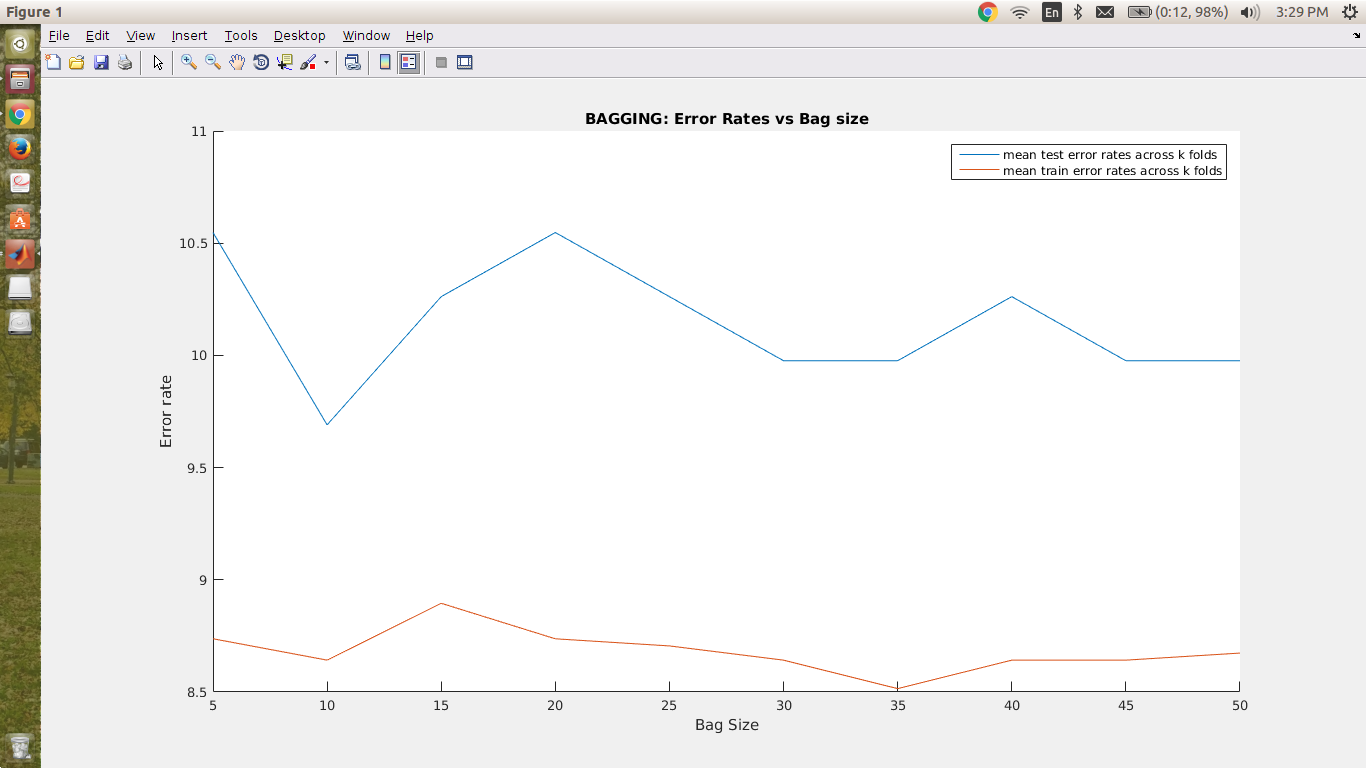 Figure 1
En
(0:12, 98%)
3:29 PM
File Edit View Insert Tools Desktop Window Help
BAGGING: Error Rates vs Bag size
mean test error rates across k folds
mean train error rates across k folds
Error rate
11
10.5
10
9.5
9
8.5
5 10 15 20 25 30 35 40 45 50
Bag Size